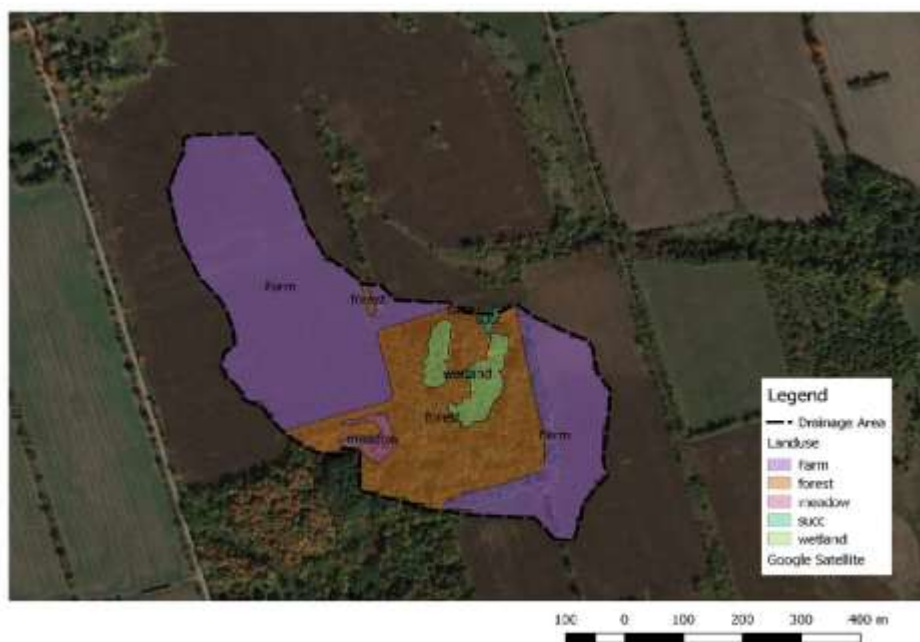 Farm
forest
wetland
forest
meadow
Farm
Legend
Drainage Area
Landuse
Farm
forest
meadow
succ
wetland
Google Satellite
100 0 100 200 300 400 m